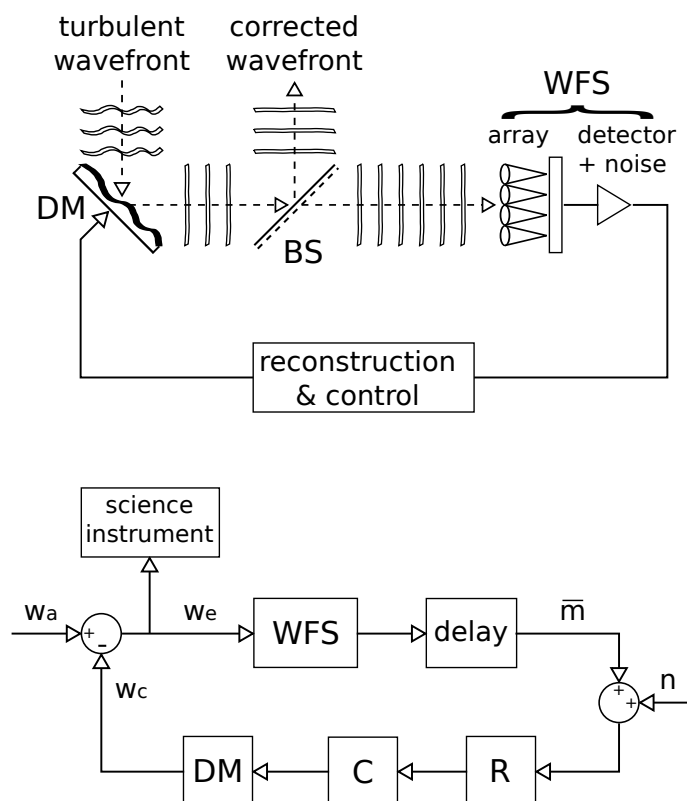 turbulent
wavefront
corrected
wavefront
WFS
array
detector
+ noise
DM
BS
reconstruction
& control
science
instrument
wa
+
-
we
WFS
delay
m̅
wc
+
+
n
DM
C
R